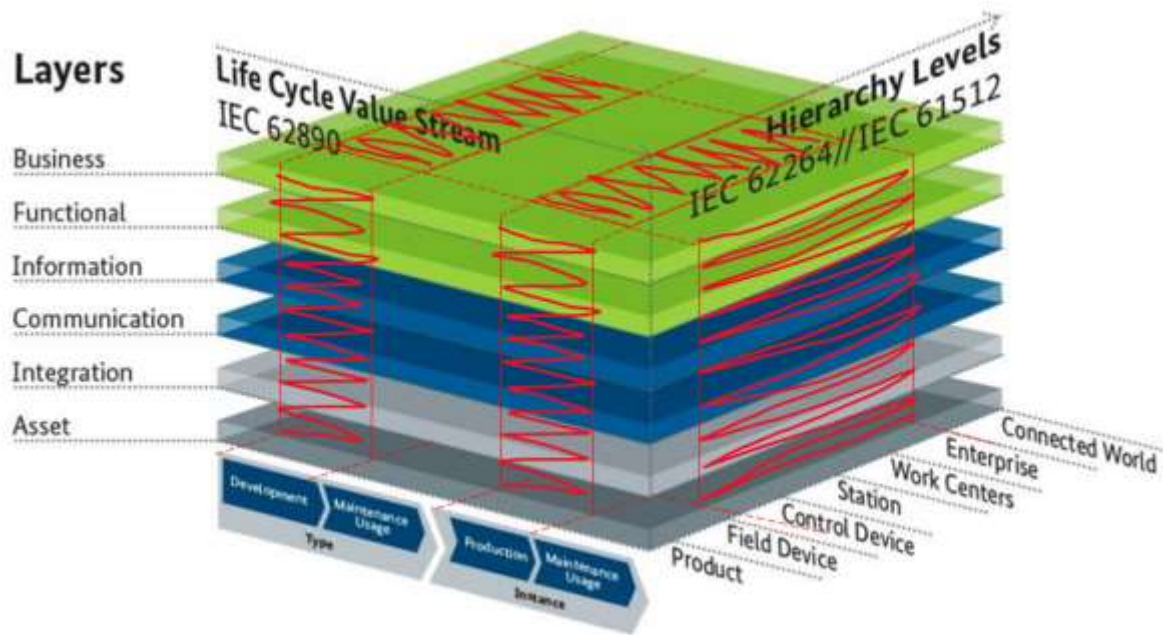 Layers
Life Cycle Value Stream
IEC 62890
Hierarchy Levels
IEC 62264//IEC 61512
Business
Functional
Information
Communication
Integration
Asset
Development
Maintenance
Usage
Type
Production
Maintenance
Usage
Instance
Connected World
Enterprise
Work Centers
Station
Control Device
Field Device
Product